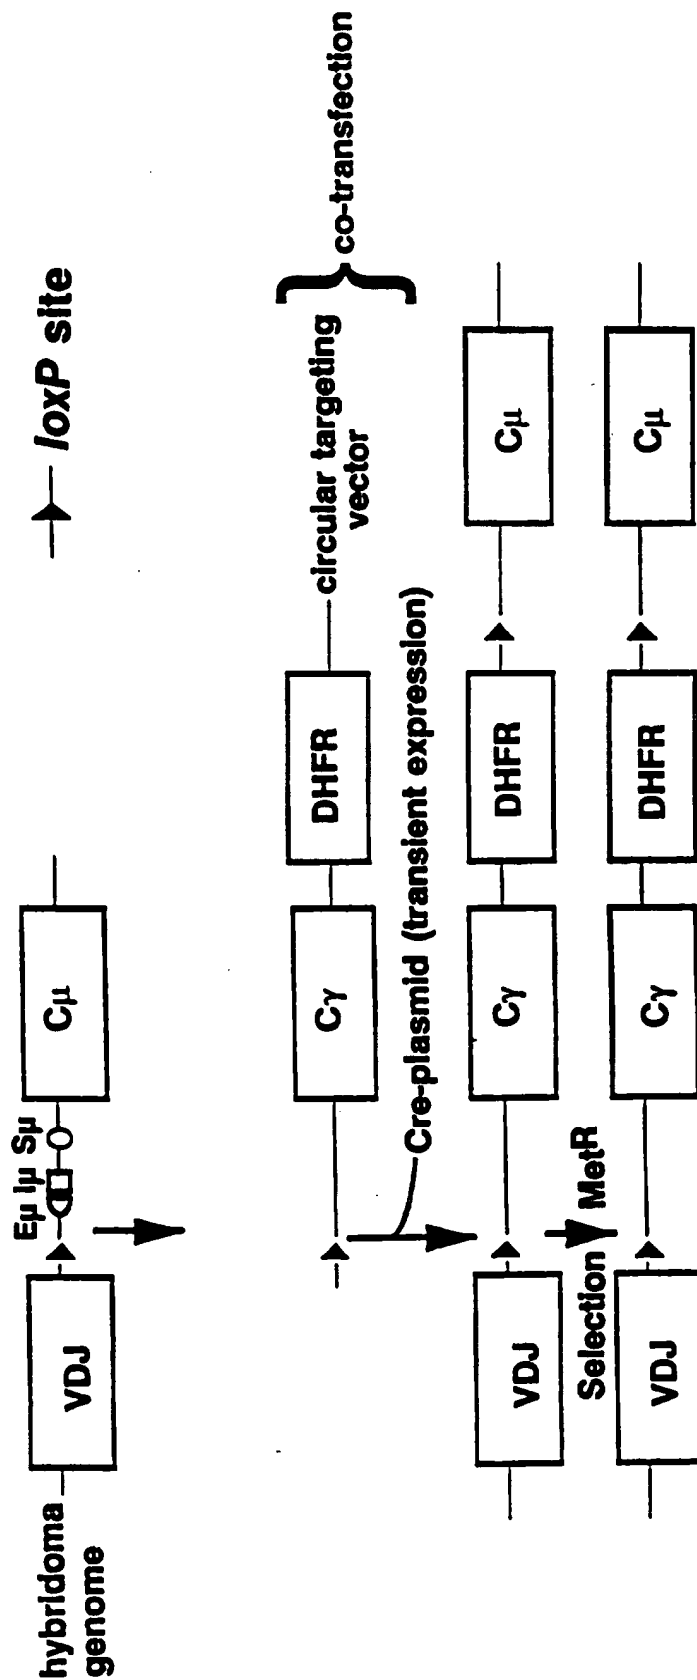 loxP site
hybridoma
genome
VDJ
Eμ Iμ Sμ
Cμ
Cγ
DHFR
circular targeting
vector
co-transfection
Cre-plasmid (transient expression)
VDJ
Cγ
DHFR
Cμ
Selection MetR
VDJ
Cγ
DHFR
Cμ